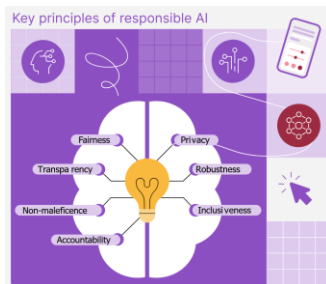 Key principles of responsible AI
Fairness
Privacy
Transpa rency
Robustness
Non-maleficence
Inclusiveness
Accountability